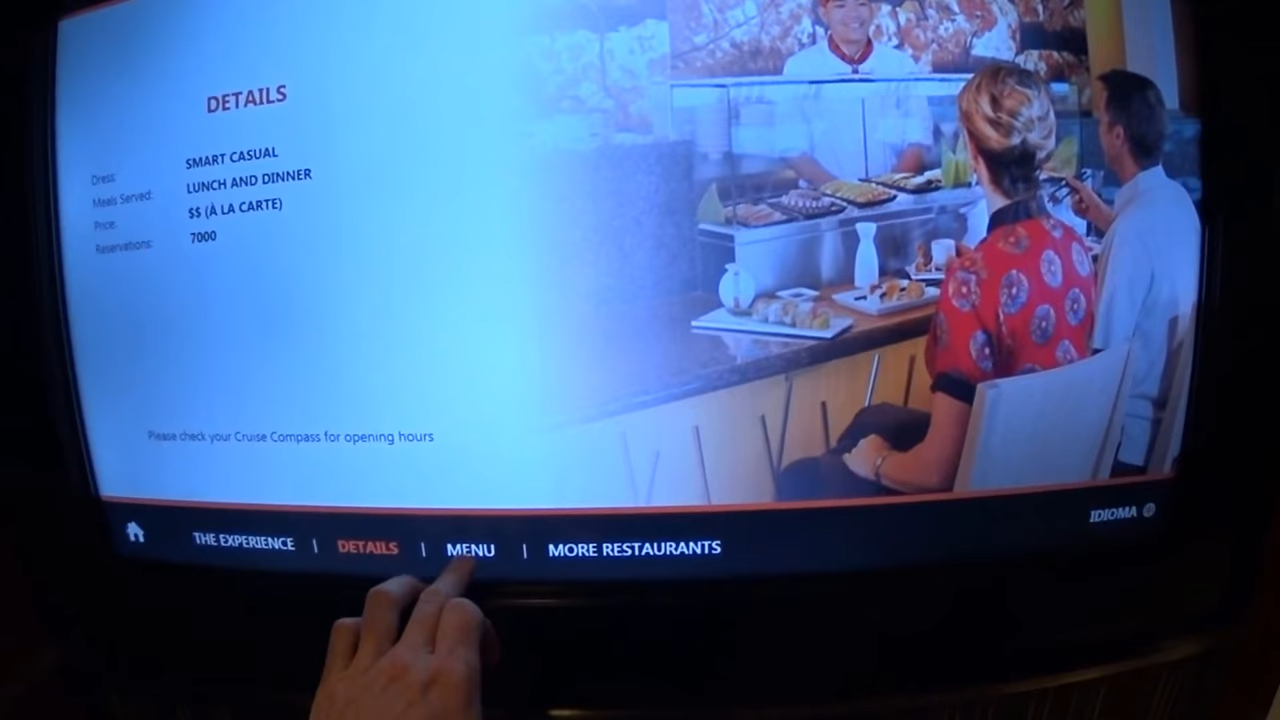 DETAILS
Dress: SMART CASUAL
Meals Served: LUNCH AND DINNER
Price: $$ (À LA CARTE)
Reservations: 7000
Please check your Cruise Compass for opening hours
THE EXPERIENCE | DETAILS | MENU | MORE RESTAURANTS
IDIOMA